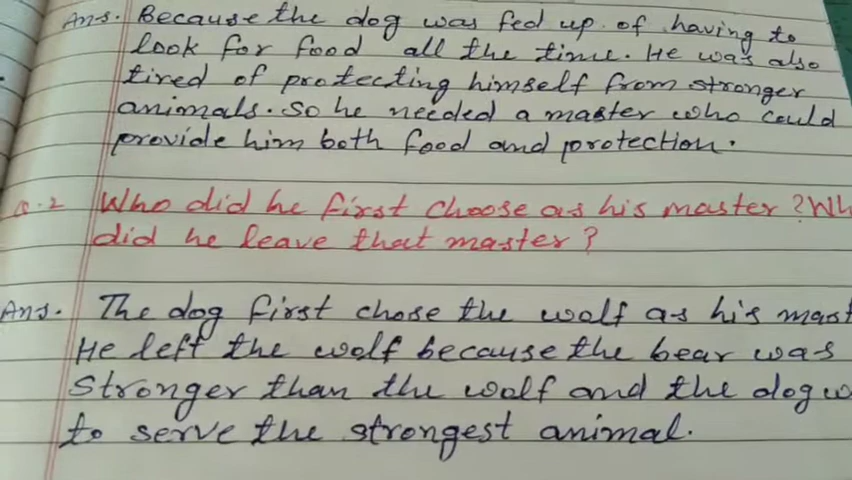 Ans. Because the dog was fed up of having to
look for food all the time. He was also
tired of protecting himself from stronger
animals. So he needed a master who could
provide him both food and protection.
Q.2 Who did he first choose as his master? Wh
did he leave that master?
Ans. The dog first chose the wolf as his mast
He left the wolf because the bear was
stronger than the wolf and the dog w
to serve the strongest animal.